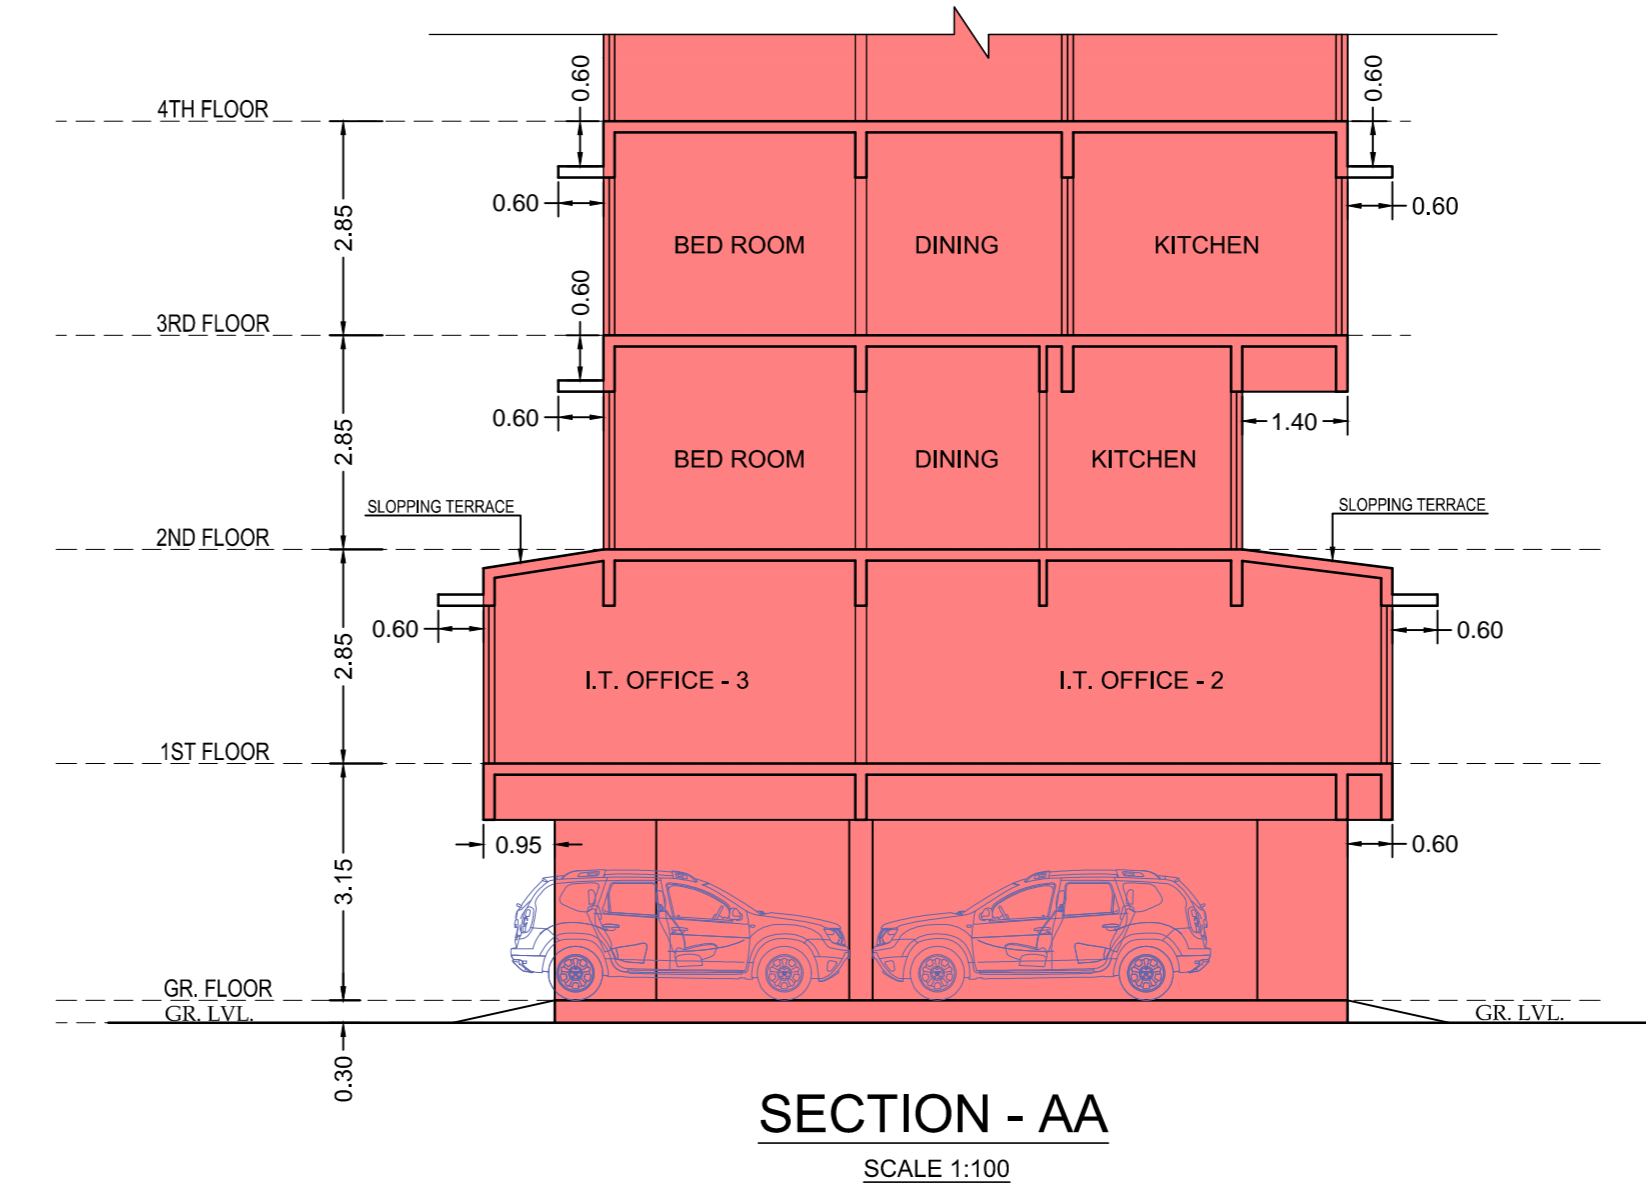 0.60
0.60
4TH FLOOR
0.60
0.60
2.85
BED ROOM
DINING
KITCHEN
0.60
3RD FLOOR
0.60
1.40
2.85
BED ROOM
DINING
KITCHEN
SLOPPING TERRACE
SLOPPING TERRACE
2ND FLOOR
0.60
0.60
2.85
I.T. OFFICE - 3
I.T. OFFICE - 2
1ST FLOOR
0.95
0.60
3.15
GR. FLOOR
GR. LVL.
GR. LVL.
0.30
SECTION - AA
SCALE 1:100